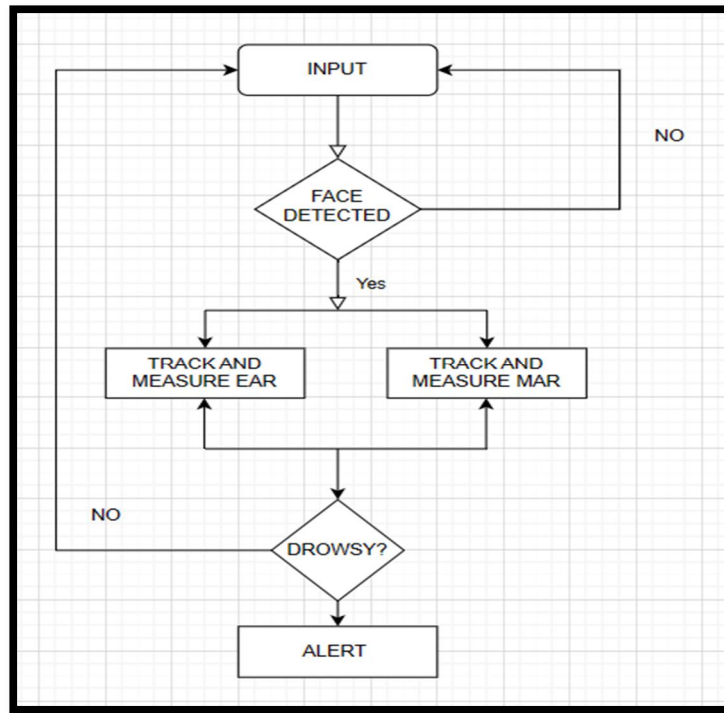 INPUT
NO
FACE
DETECTED
Yes
TRACK AND
MEASURE EAR
TRACK AND
MEASURE MAR
NO
DROWSY?
ALERT